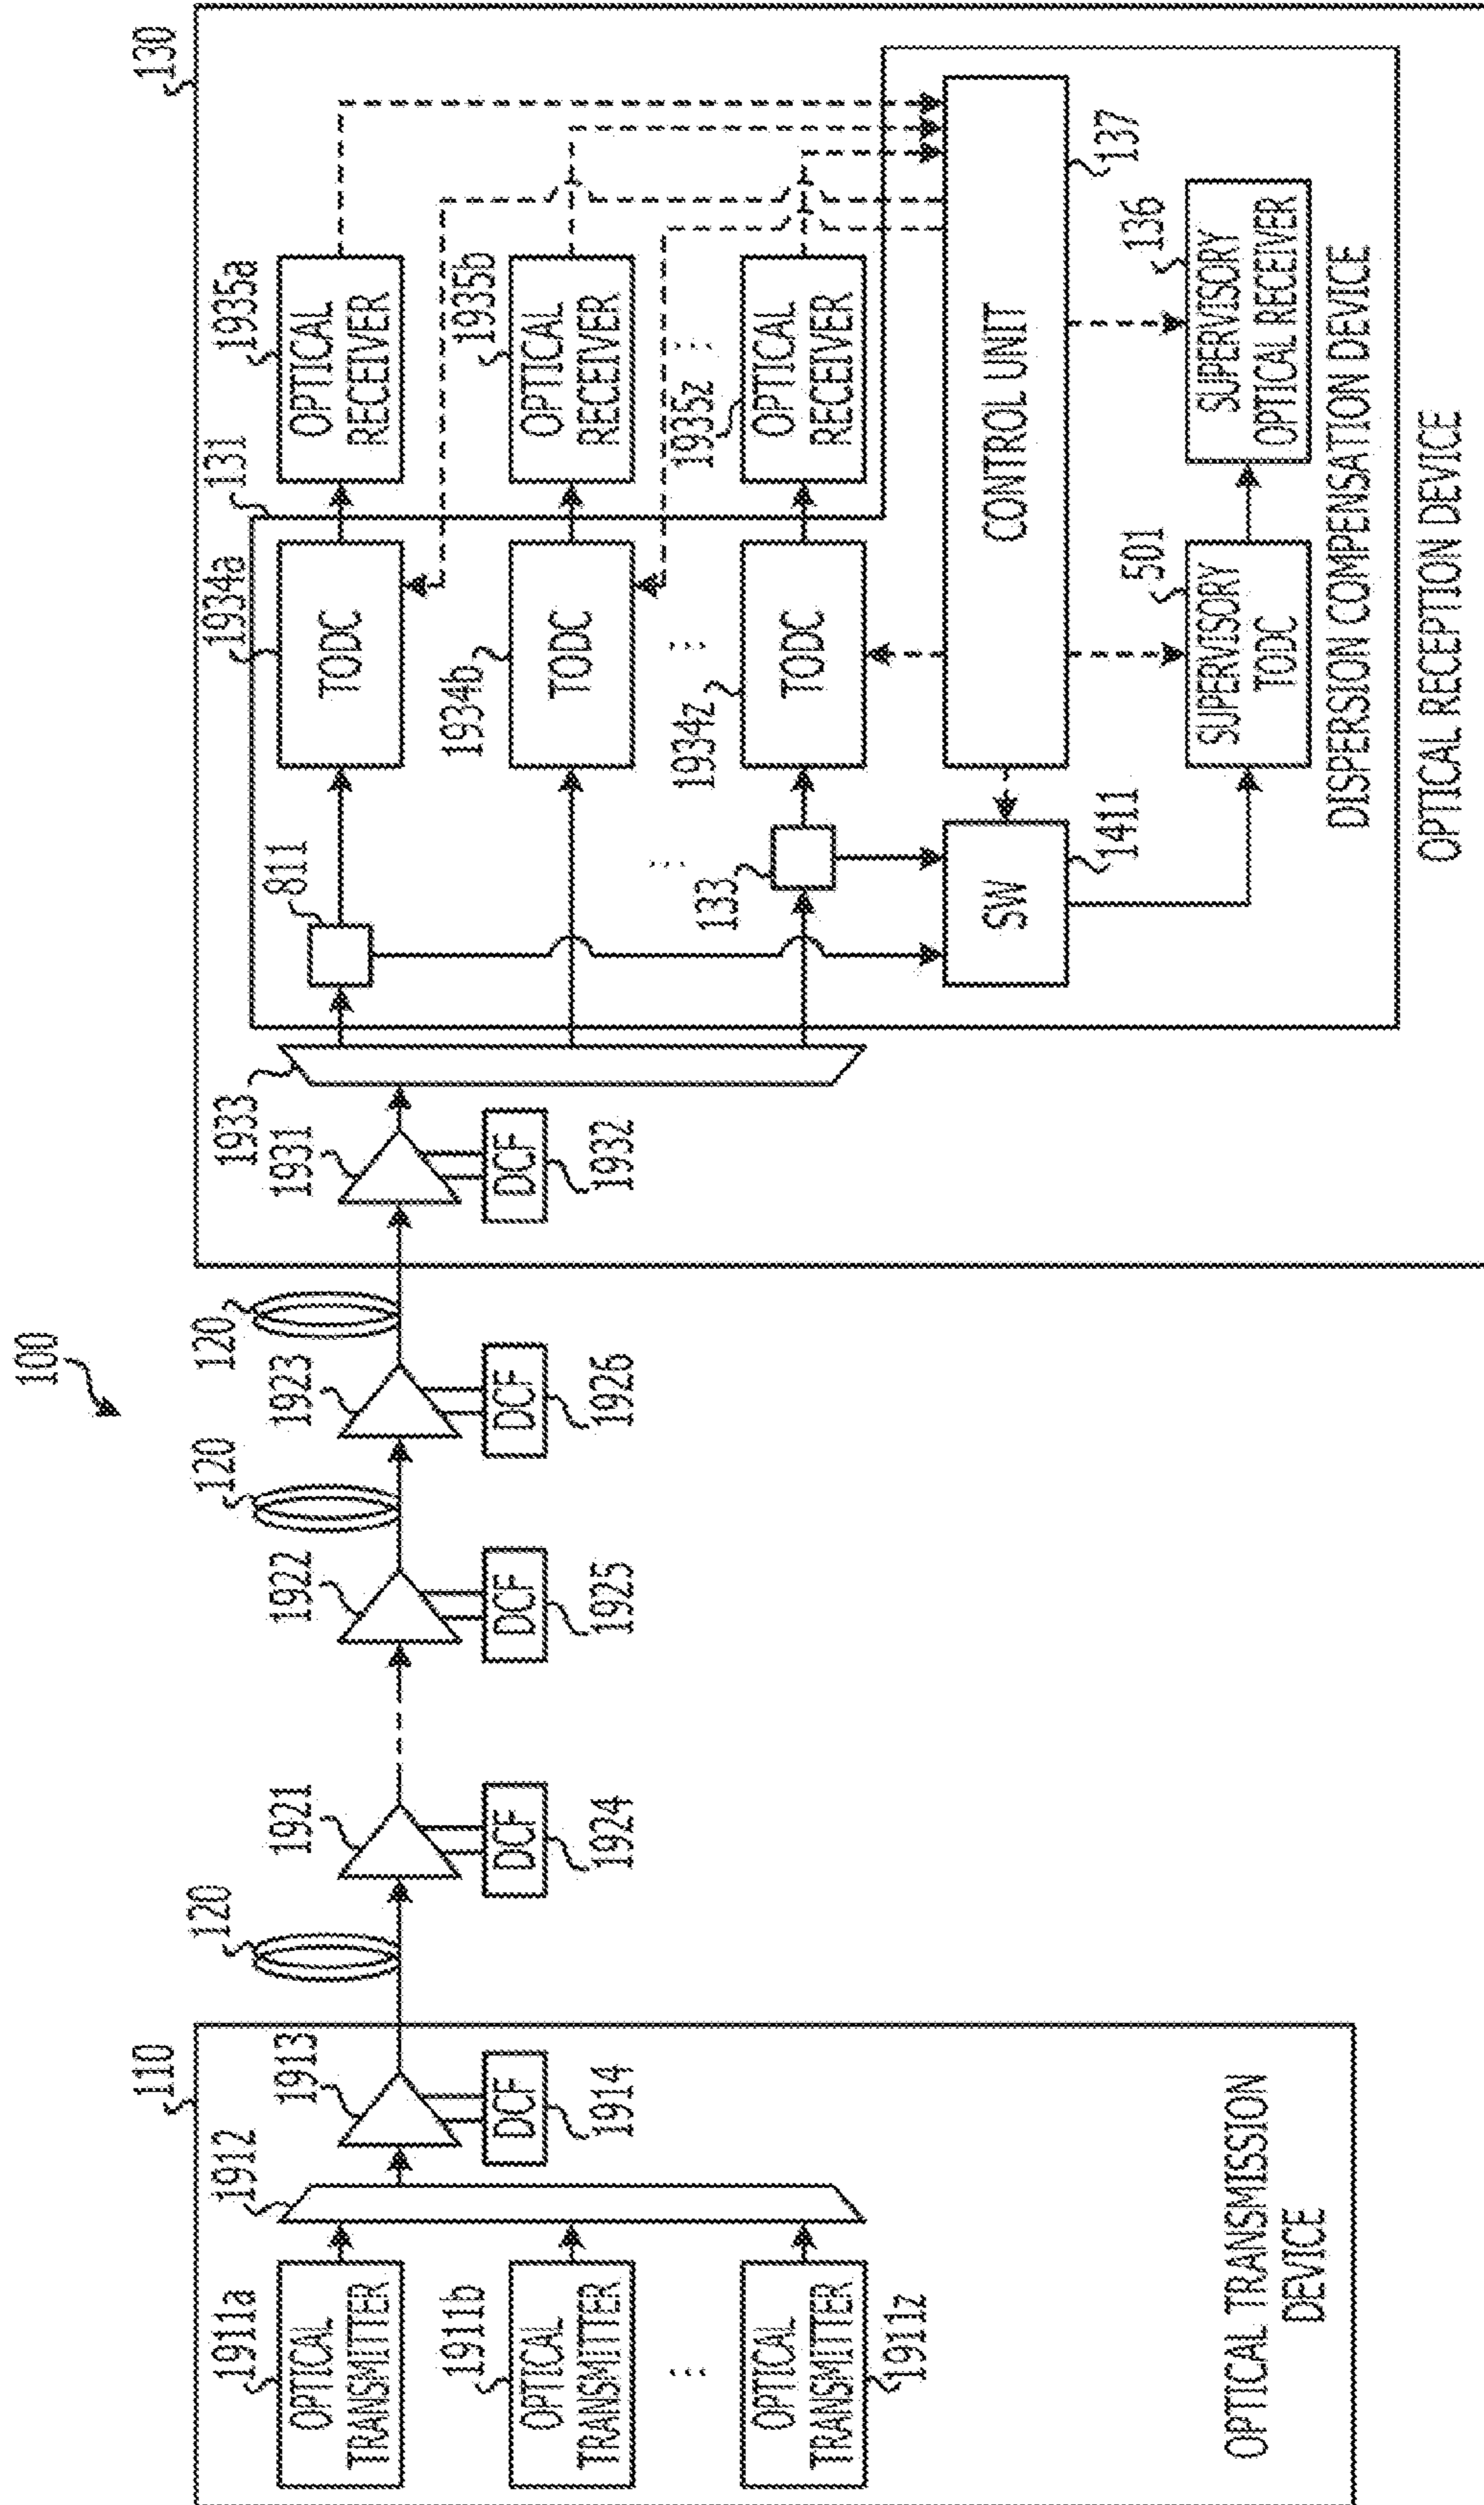 100
110
1911a
OPTICAL
TRANSMITTER
1911b
OPTICAL
TRANSMITTER
⋮
OPTICAL
TRANSMITTER
1911z
1912
1913
DCF
1914
OPTICAL TRANSMISSION
DEVICE
120
1921
DCF
1924
1922
DCF
1925
120
1923
DCF
1926
120
130
1931
DCF
1932
1933
131
811
1934a
TODC
1935a
OPTICAL
RECEIVER
1934b
TODC
1935b
OPTICAL
RECEIVER
⋮
⋮
⋮
133
1934z
TODC
1935z
OPTICAL
RECEIVER
SW
1411
CONTROL UNIT
137
501
SUPERVISORY
TODC
136
SUPERVISORY
OPTICAL RECEIVER
DISPERSION COMPENSATION DEVICE
OPTICAL RECEPTION DEVICE